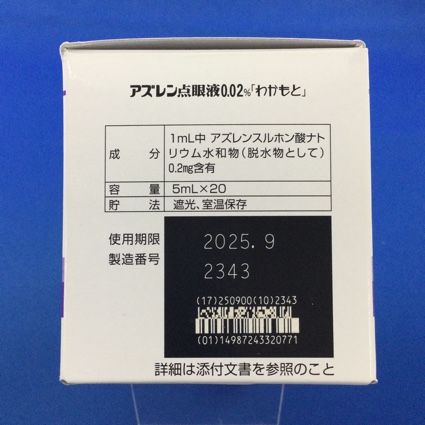 アズレン点眼液0.02%「わかもと」
成 分
1mL中 アズレンスルホン酸ナト
リウム水和物(脱水物として)
0.2mg含有
容 量
5mL×20
貯 法
遮光、室温保存
使用期限
2025.9
製造番号
2343
(17)250900(10)2343
(01)14987243320771
詳細は添付文書を参照のこと